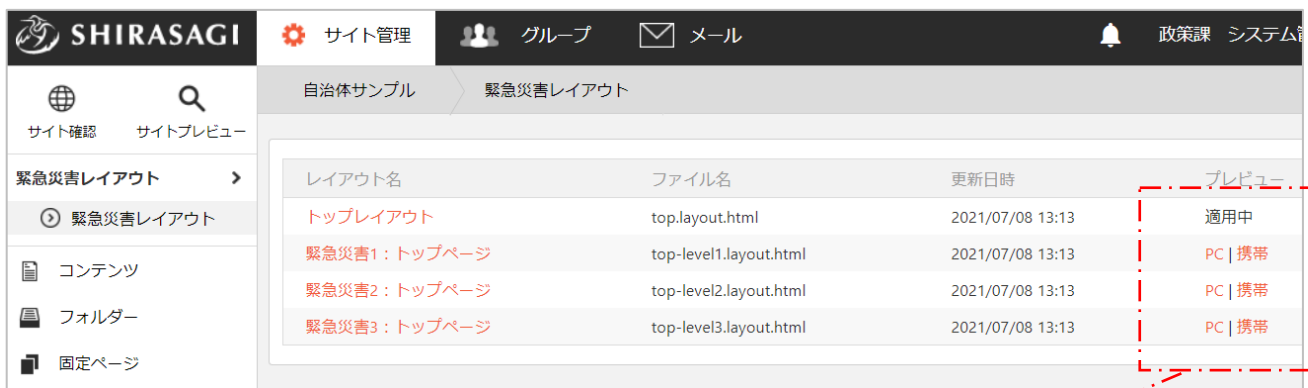 SHIRASAGI サイト管理 グループ メール 政策課 システム
サイト確認 サイトプレビュー
自治体サンプル 緊急災害レイアウト
緊急災害レイアウト
緊急災害レイアウト
コンテンツ
フォルダー
固定ページ
レイアウト名 ファイル名 更新日時 プレビュー
トップレイアウト top.layout.html 2021/07/08 13:13 適用中
緊急災害1：トップページ top-level1.layout.html 2021/07/08 13:13 PC | 携帯
緊急災害2：トップページ top-level2.layout.html 2021/07/08 13:13 PC | 携帯
緊急災害3：トップページ top-level3.layout.html 2021/07/08 13:13 PC | 携帯